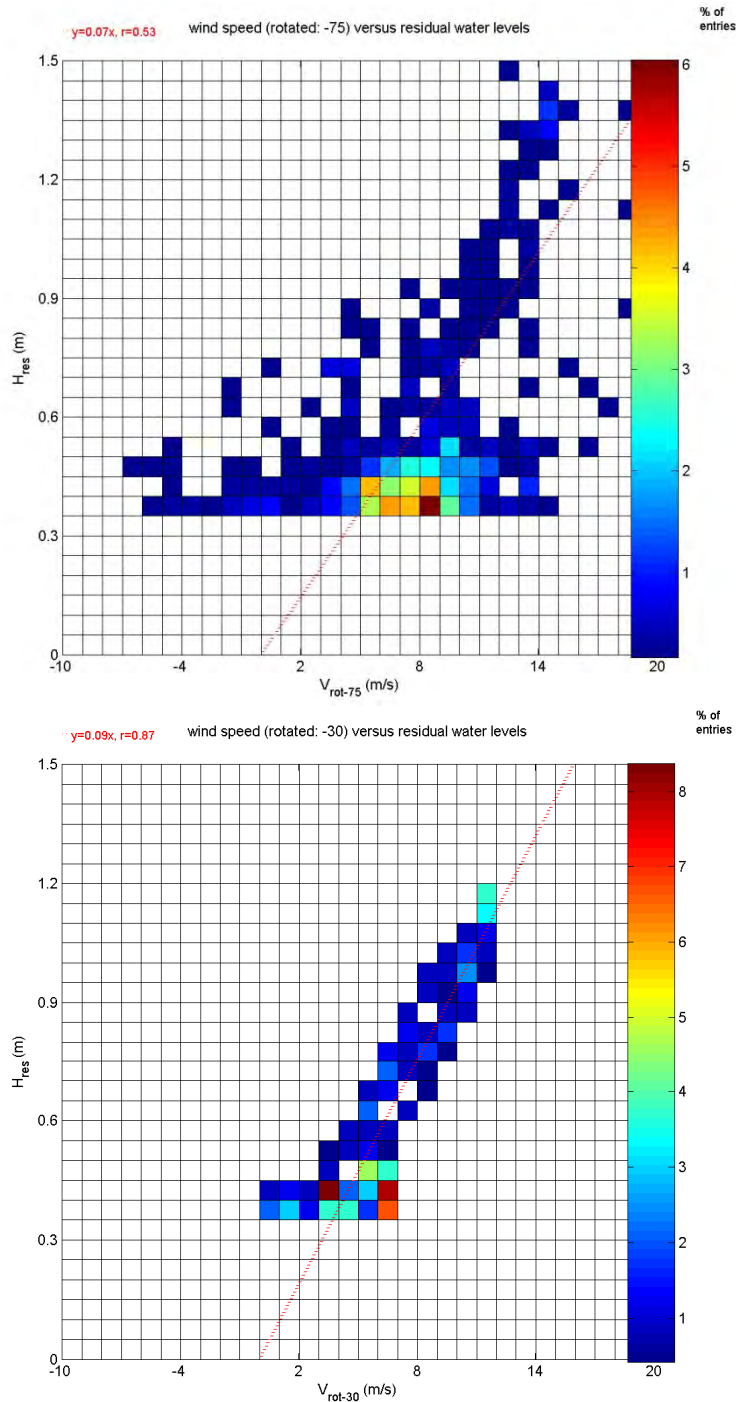 % of
entries
y=0.07x, r=0.53 wind speed (rotated: -75) versus residual water levels
1.5
1.2
0.9
0.6
0.3
0
H_res (m)
-10 -4 2 8 14 20
V_rot-75 (m/s)
6
5
4
3
2
1
% of
entries
y=0.09x, r=0.87 wind speed (rotated: -30) versus residual water levels
1.5
1.2
0.9
0.6
0.3
0
H_res (m)
-10 -4 2 8 14 20
V_rot-30 (m/s)
8
7
6
5
4
3
2
1